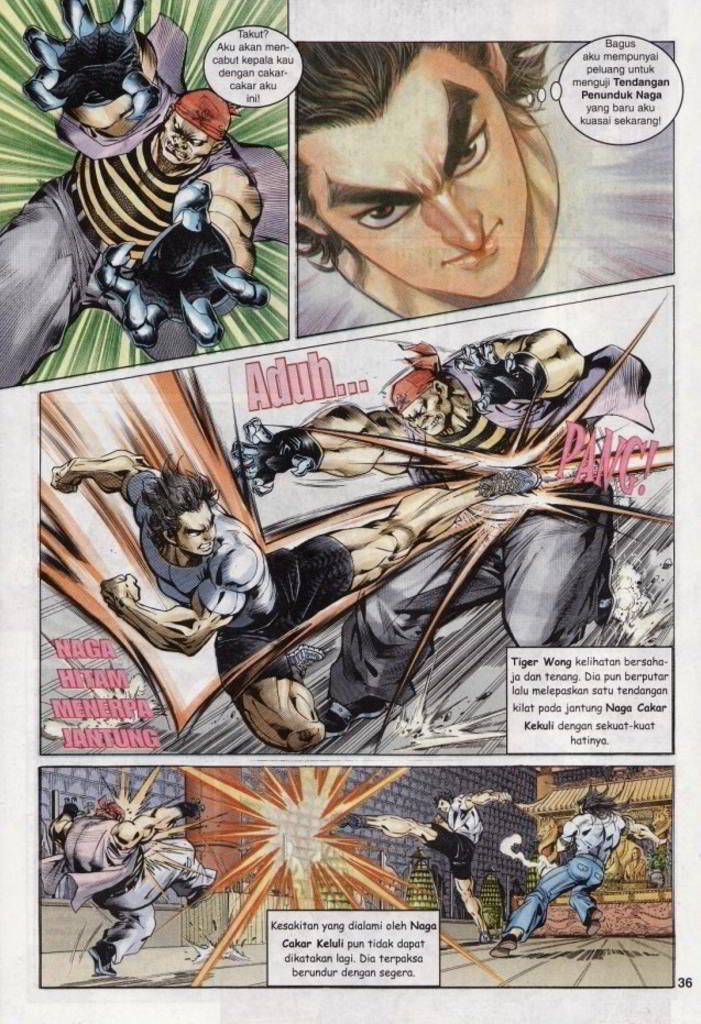 Takut?
Aku akan men-
cabut kepala kau
dengan cakar-
cakar aku
ini!
Bagus
aku mempunyai
peluang untuk
menguji Tendangan
Penunduk Naga
yang baru aku
kuasai sekarang!
Aduh...
PANG!
NAGA
HITAM
MENERPA
JANTUNG
Tiger Wong kelihatan bersaha-
ja dan tenang. Dia pun berputar
lalu melepaskan satu tendangan
kilat pada jantung Naga Cakar
Kekuli dengan sekuat-kuat
hatinya.
Kesakitan yang dialami oleh Naga
Cakar Keluli pun tidak dapat
dikatakan lagi. Dia terpaksa
berundur dengan segera.
36